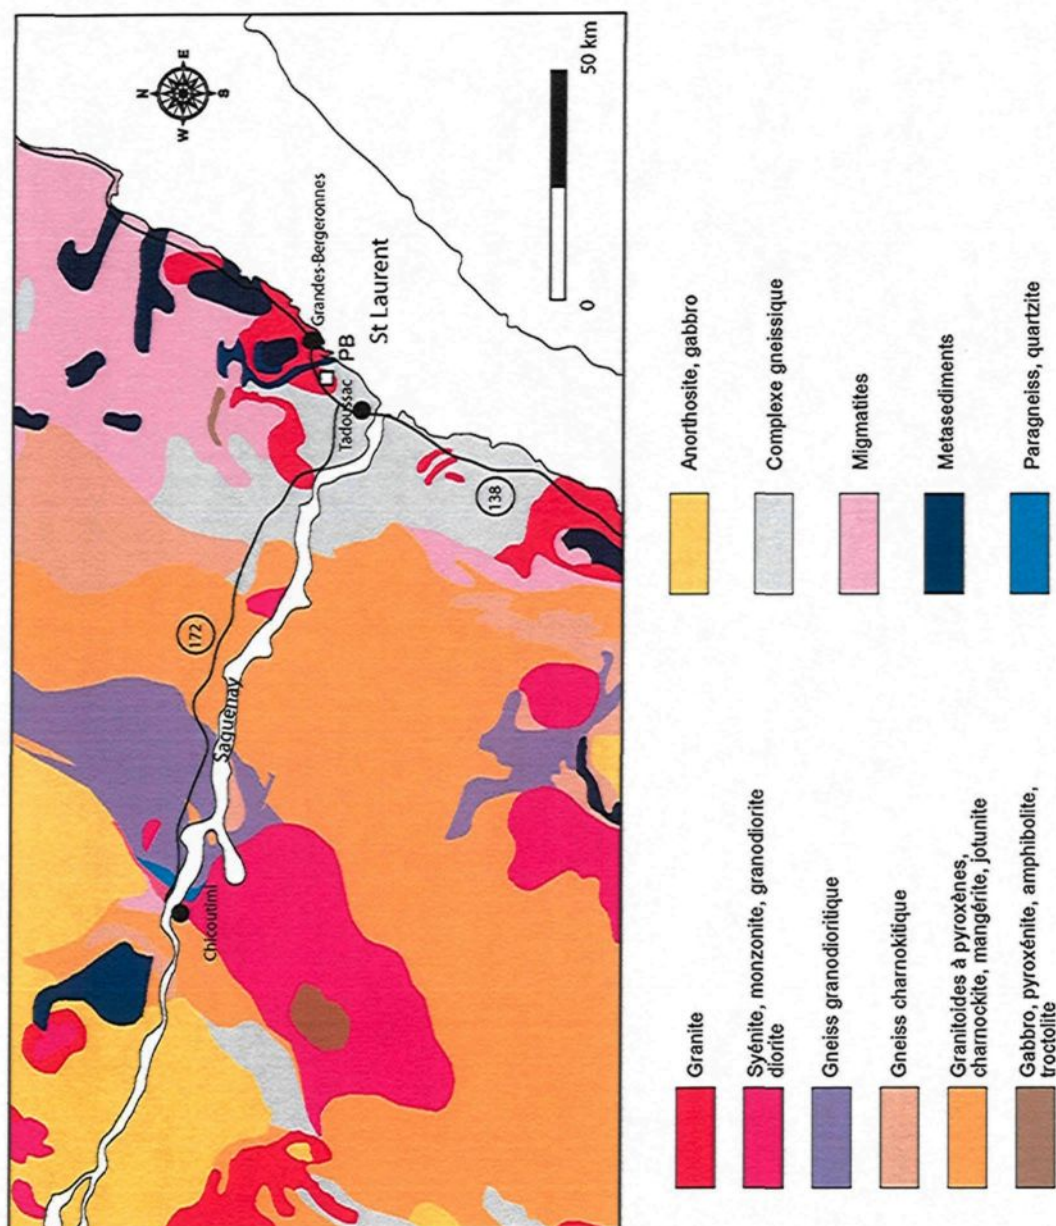 N
E
S
W
50 km
0
Grandes-Bergeronnes
PB
St Laurent
Tadoussac
138
172
Saguenay
Chicoutimi
Granite
Syénite, monzonite, granodiorite
diorite
Gneiss granodioritique
Gneiss charnokitique
Granitoides à pyroxènes,
charnockite, mangérite, jotunite
Gabbro, pyroxénite, amphibolite,
troctolite
Anorthosite, gabbro
Complexe gneissique
Migmatites
Metasediments
Paragneiss, quartzite